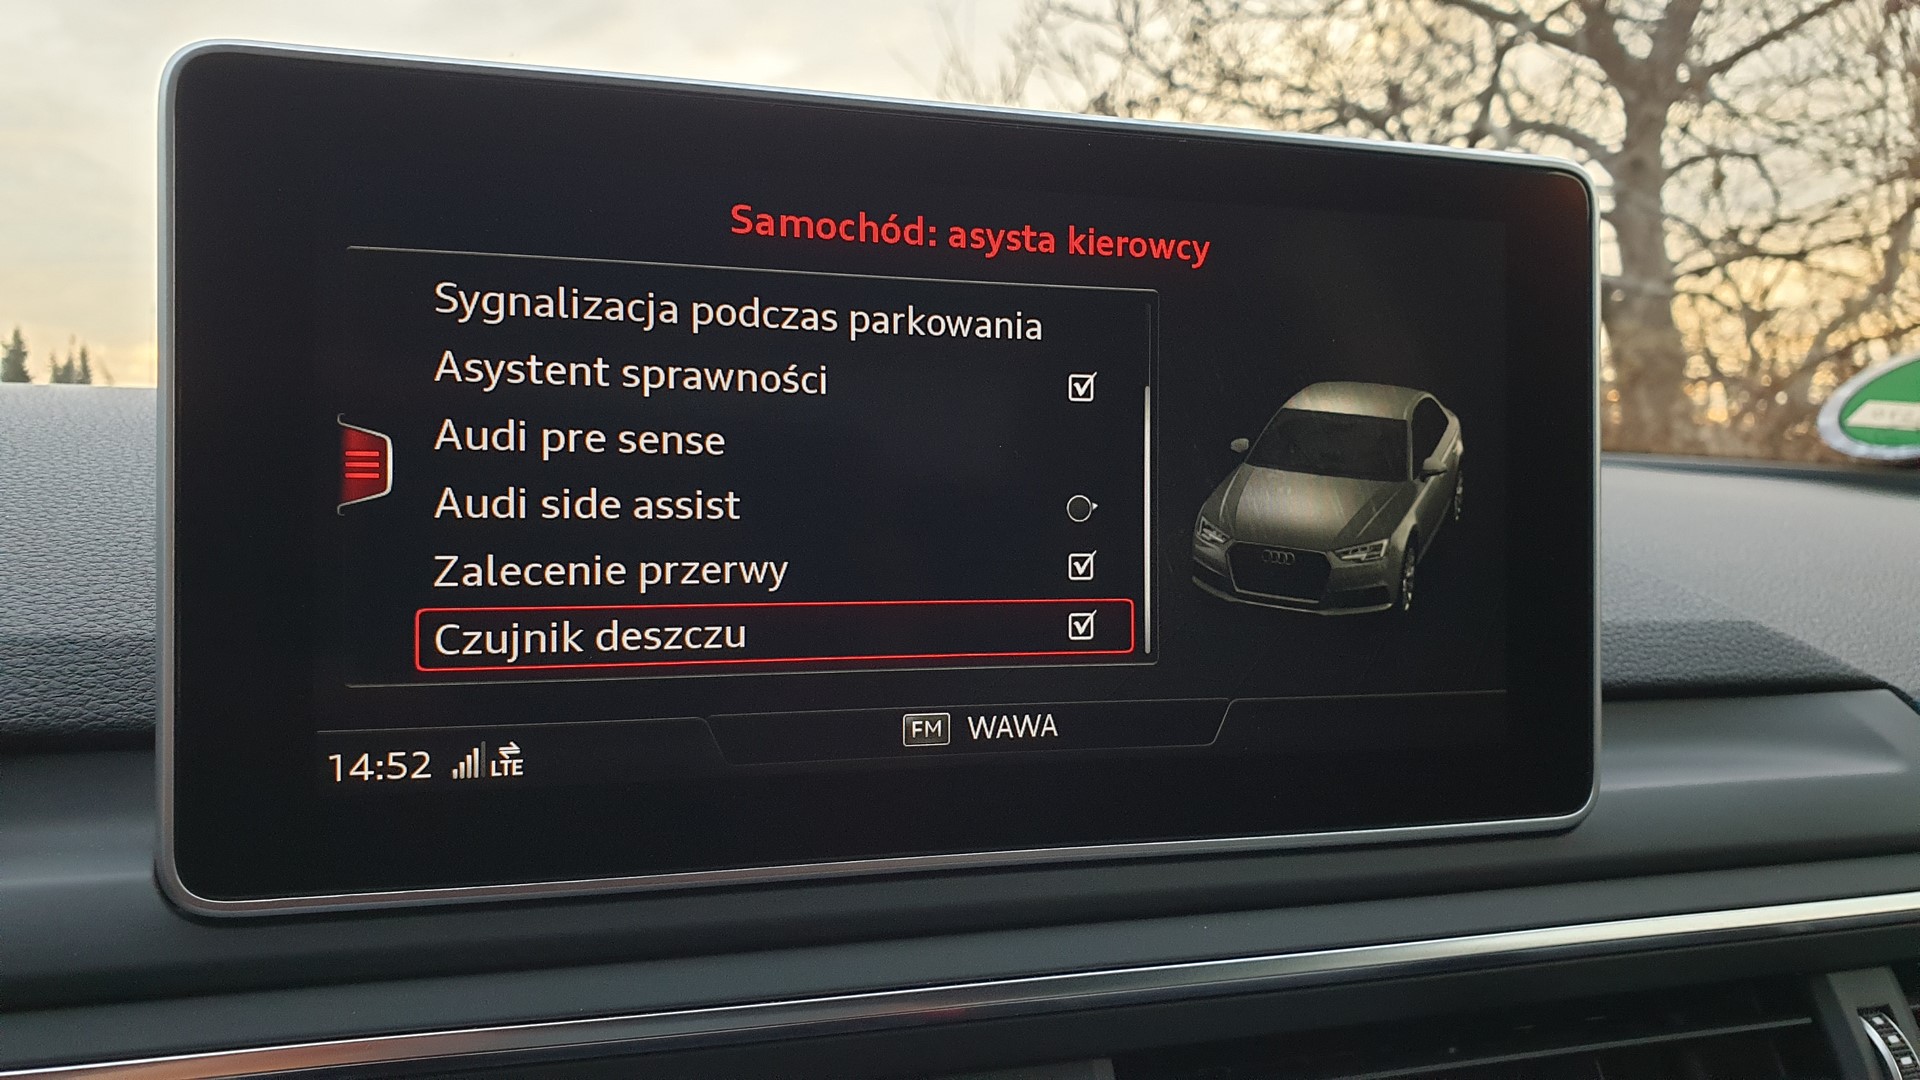 Samochód: asysta kierowcy
Sygnalizacja podczas parkowania
Asystent sprawności
Audi pre sense
Audi side assist
Zalecenie przerwy
Czujnik deszczu
FM WAWA
14:52 LTE